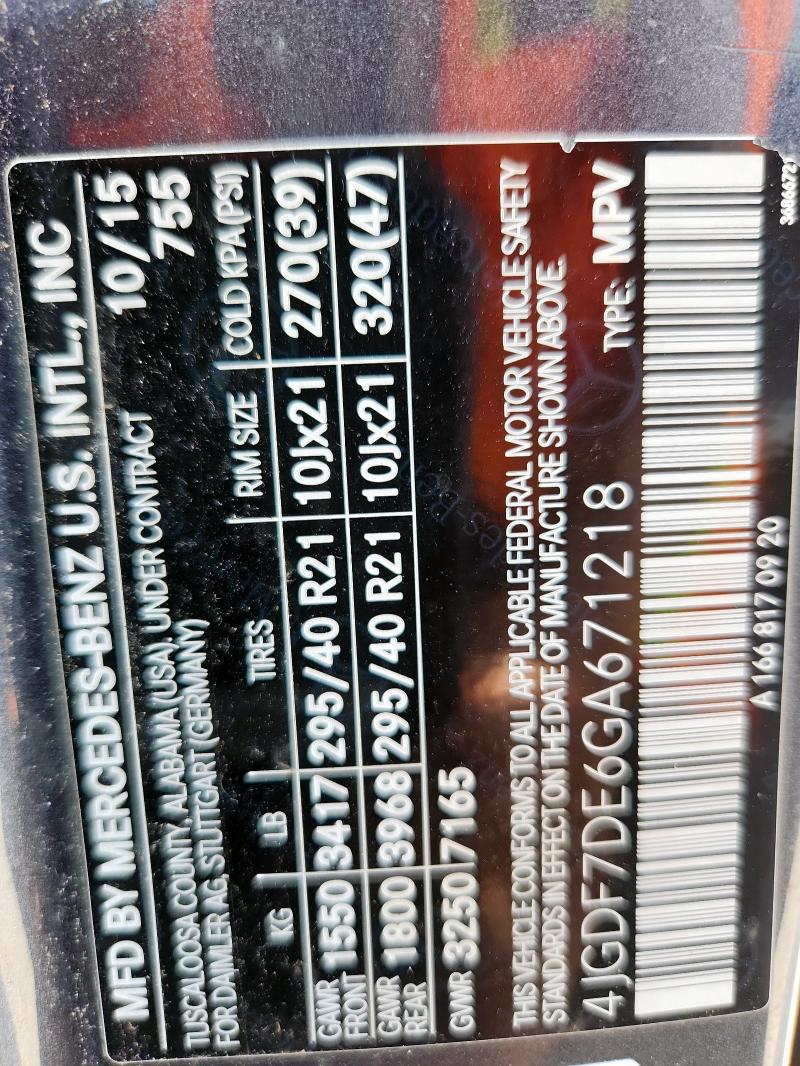 MFD BY MERCEDES-BENZ U.S. INTL., INC
TUSCALOOSA COUNTY, ALABAMA (USA), UNDER CONTRACT 10/15
FOR DAIMLER AG, STUTTGART (GERMANY) 755
KG LB TIRES RIM SIZE COLD KPA (PSI)
GAWR FRONT 1550 3417 295/40 R21 10Jx21 270(39)
GAWR REAR 1800 3968 295/40 R21 10Jx21 320(47)
GVWR 3250 7165
THIS VEHICLE CONFORMS TO ALL APPLICABLE FEDERAL MOTOR VEHICLE SAFETY
STANDARDS IN EFFECT ON THE DATE OF MANUFACTURE SHOWN ABOVE.
4JGDF7DE6GA671218 TYPE: MPV
A 166 817 09 20